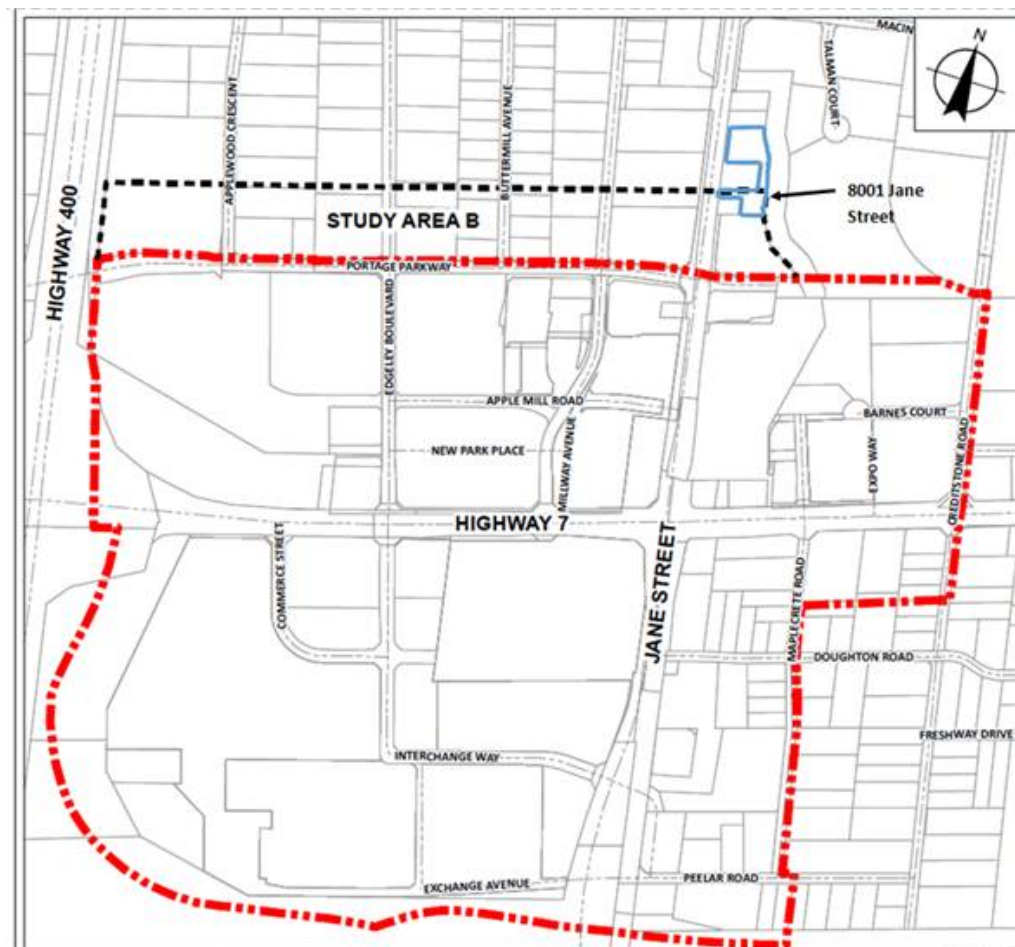 MACIN
N
TALMAN COURT
APPLEWOOD CRESCENT
BUTTERMILL AVENUE
8001 Jane
Street
STUDY AREA B
HIGHWAY 400
PORTAGE PARKWAY
EDGELEY BOULEVARD
APPLE MILL ROAD
BARNES COURT
NEW PARK PLACE
MILLWAY AVENUE
EXPO WAY
CREDITSTONE ROAD
HIGHWAY 7
COMMERCE STREET
JANE STREET
MAPLECRETE ROAD
DOUGHTON ROAD
FRESHWAY DRIVE
INTERCHANGE WAY
EXCHANGE AVENUE
PEELAR ROAD